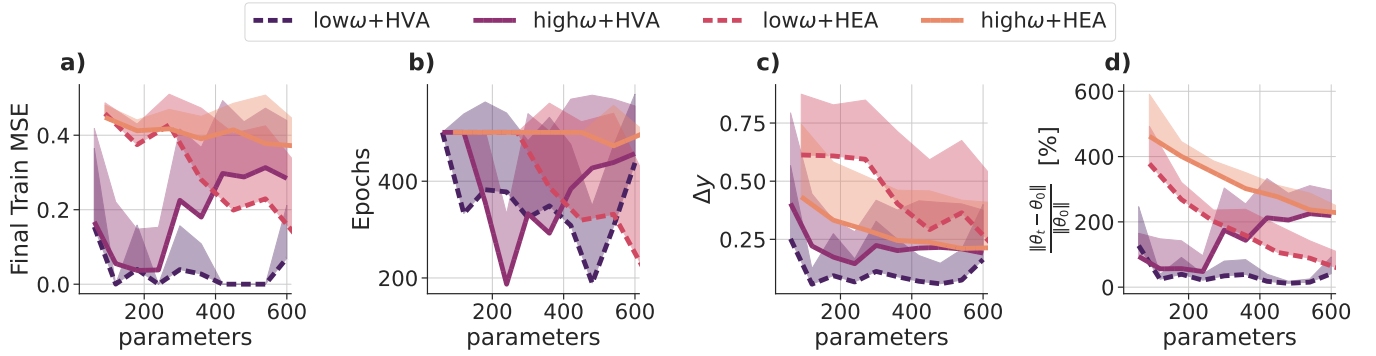 lowω+HVA highω+HVA lowω+HEA highω+HEA
a) b) c) d)
Final Train MSE
0.4
0.2
0.0
200 400 600
parameters
Epochs
400
200
200 400 600
parameters
Δy
0.75
0.50
0.25
200 400 600
parameters
‖θt − θ0‖ / ‖θ0‖ [%]
600
400
200
0
200 400 600
parameters